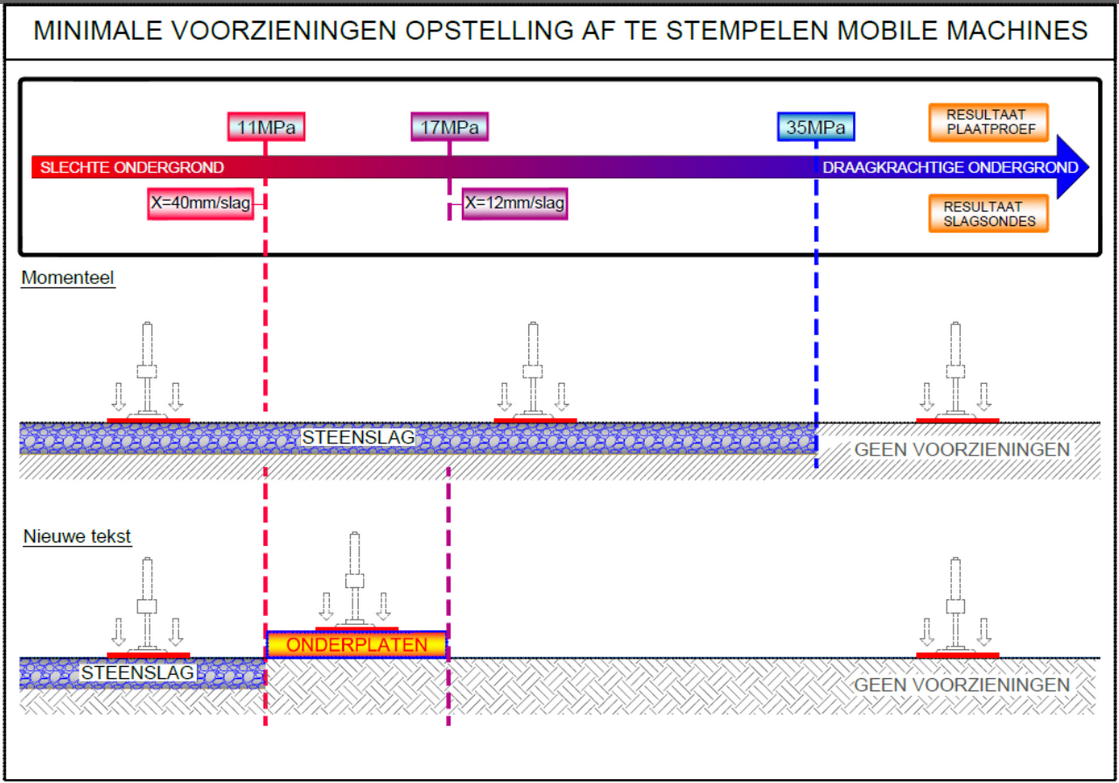 MINIMALE VOORZIENINGEN OPSTELLING AF TE STEMPELEN MOBILE MACHINES
11MPa
17MPa
35MPa
RESULTAAT
PLAATPROEF
SLECHTE ONDERGROND
DRAAGKRACHTIGE ONDERGROND
X=40mm/slag
X=12mm/slag
RESULTAAT
SLAGSONDES
Momenteel
STEENSLAG
GEEN VOORZIENINGEN
Nieuwe tekst
ONDERPLATEN
STEENSLAG
GEEN VOORZIENINGEN